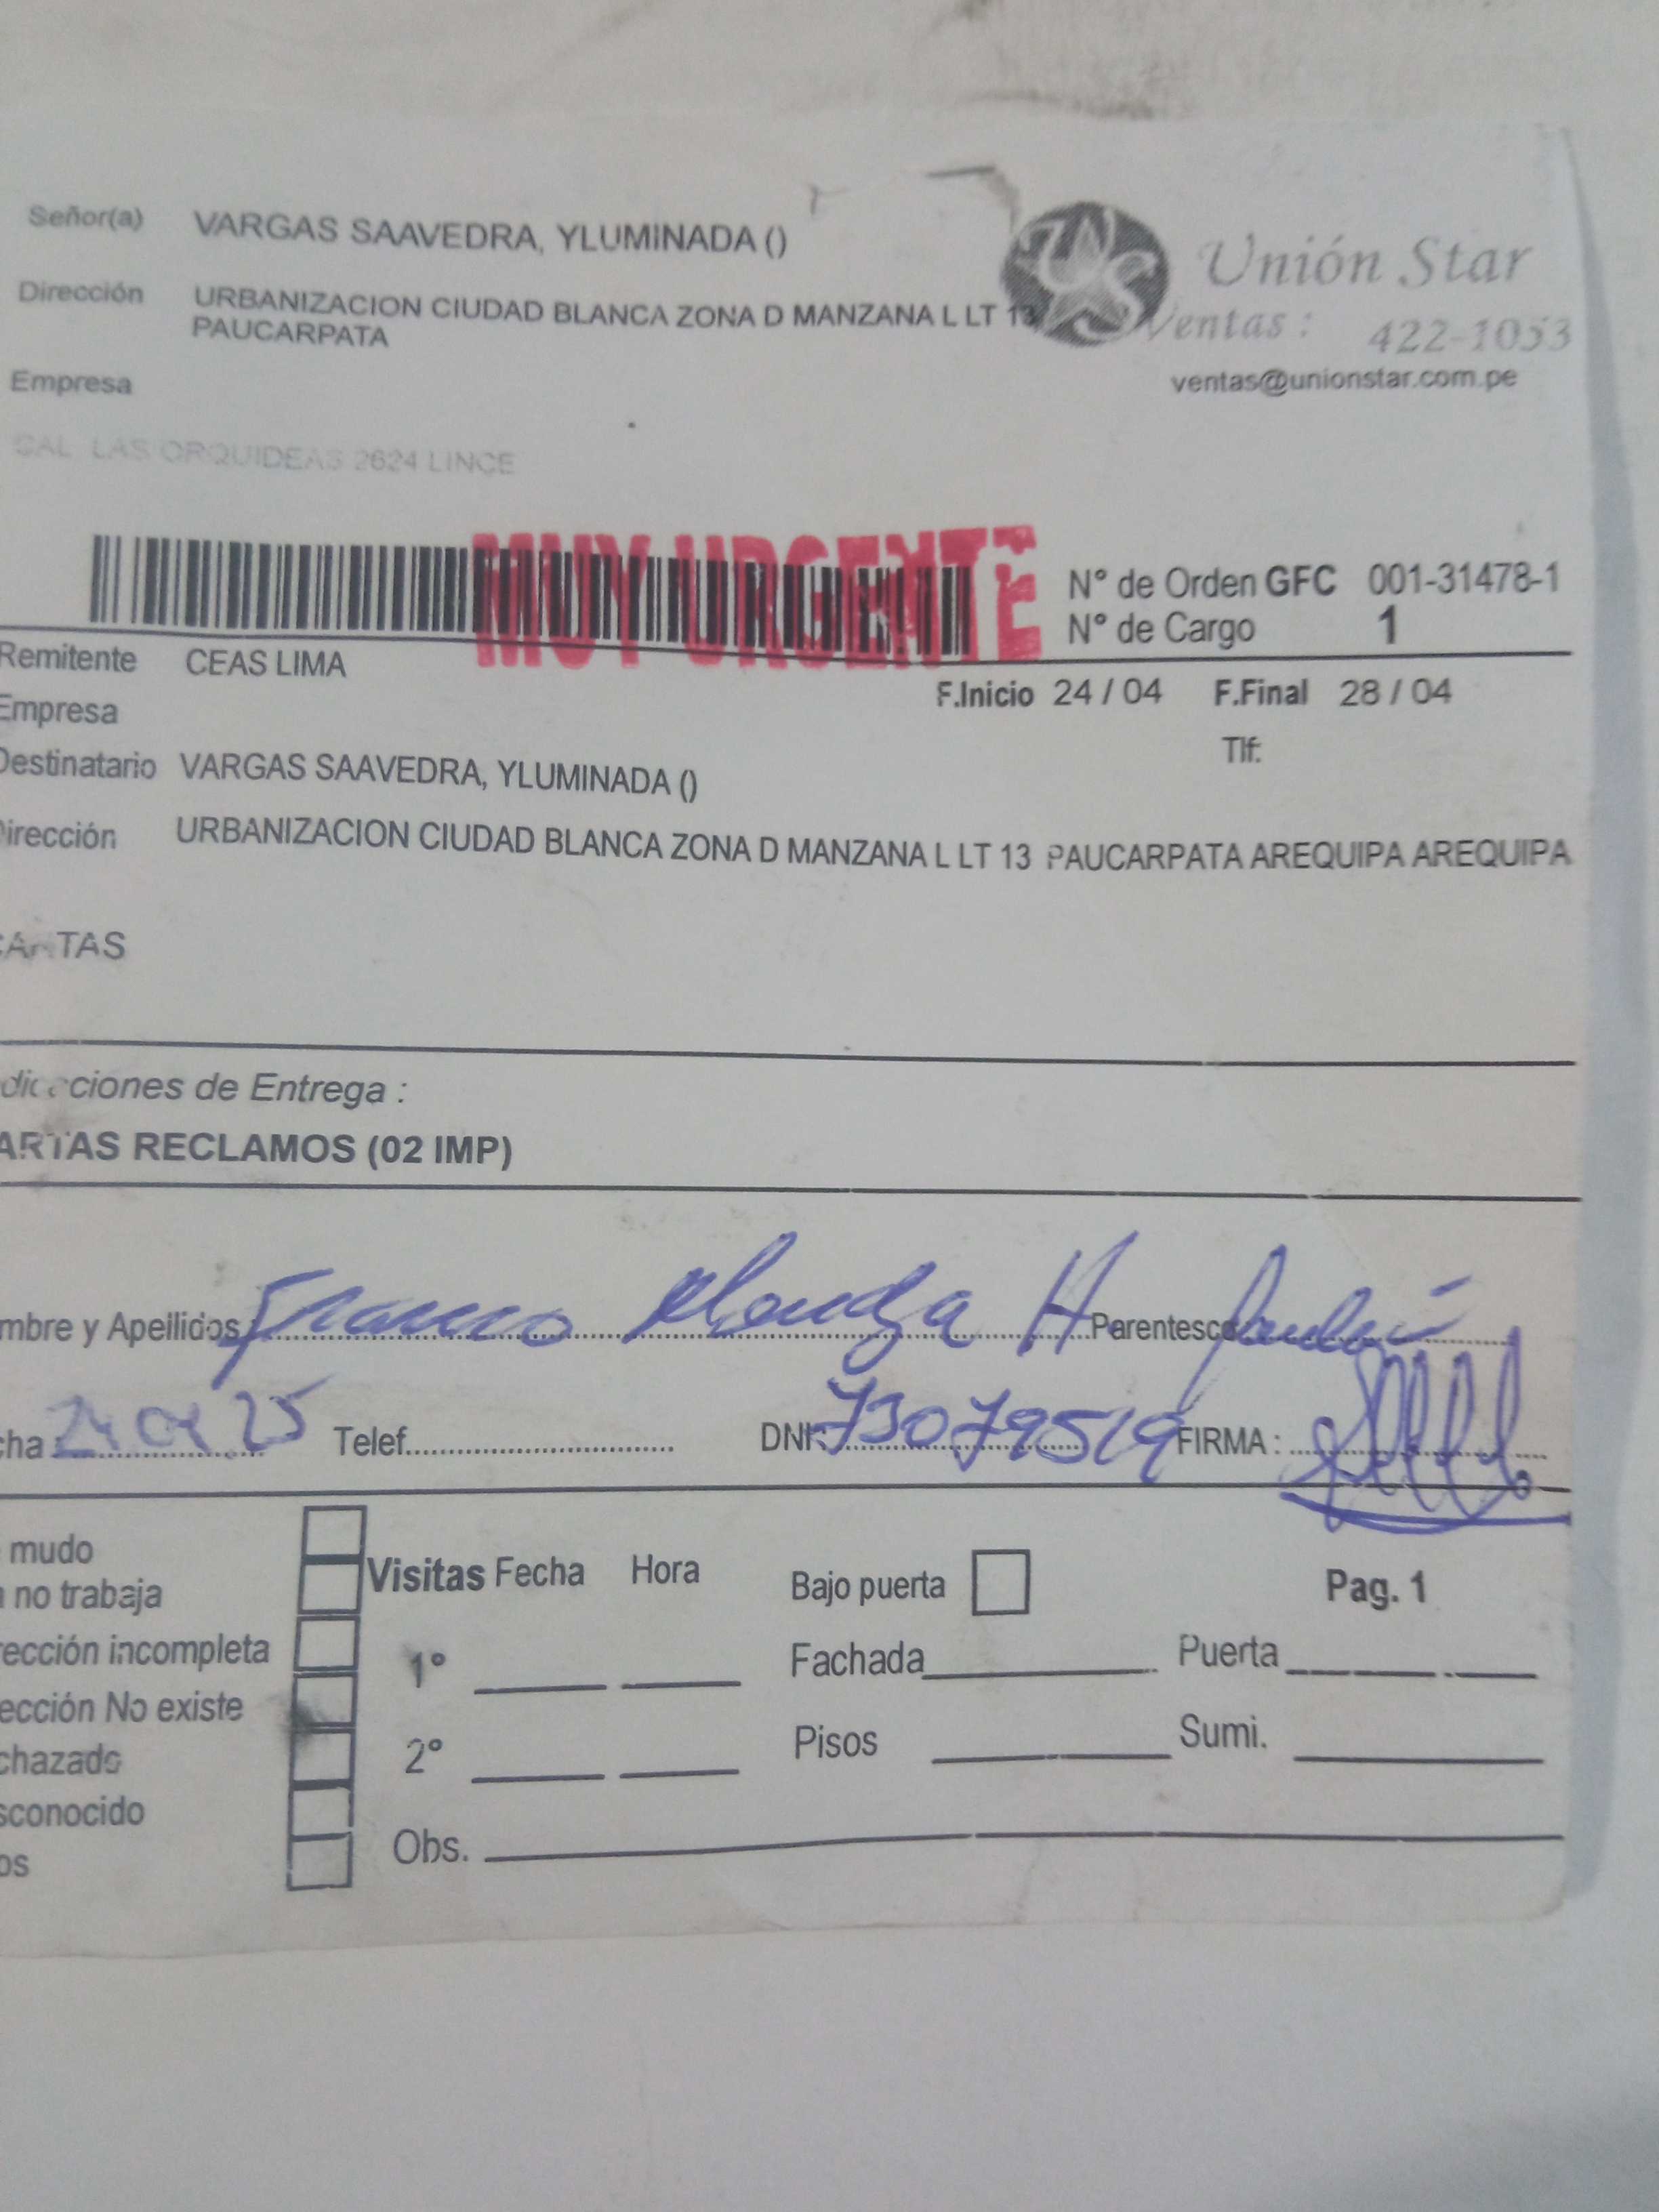 Señor(a) VARGAS SAAVEDRA, YLUMINADA ()
Unión Star
Dirección URBANIZACION CIUDAD BLANCA ZONA D MANZANA L LT 13
PAUCARPATA
Ventas : 422-1053
Empresa
ventas@unionstar.com.pe
CAL LAS ORQUIDEAS 2624 LINCE
MUY URGENTE
N° de Orden GFC 001-31478-1
N° de Cargo 1
Remitente CEAS LIMA
F.Inicio 24 / 04 F.Final 28 / 04
Empresa
Tlf:
Destinatario VARGAS SAAVEDRA, YLUMINADA ()
Dirección URBANIZACION CIUDAD BLANCA ZONA D MANZANA L LT 13 PAUCARPATA AREQUIPA AREQUIPA
CARTAS
dicaciones de Entrega :
ARTAS RECLAMOS (02 IMP)
mbre y Apellidos Franco H Parentesco
cha Telef. DNI: 73079519 FIRMA :
mudo
Visitas Fecha Hora Bajo puerta Pag. 1
no trabaja
rección incompleta
1° Fachada Puerta
ección No existe
2° Pisos Sumi.
chazado
sconocido
Obs.
os